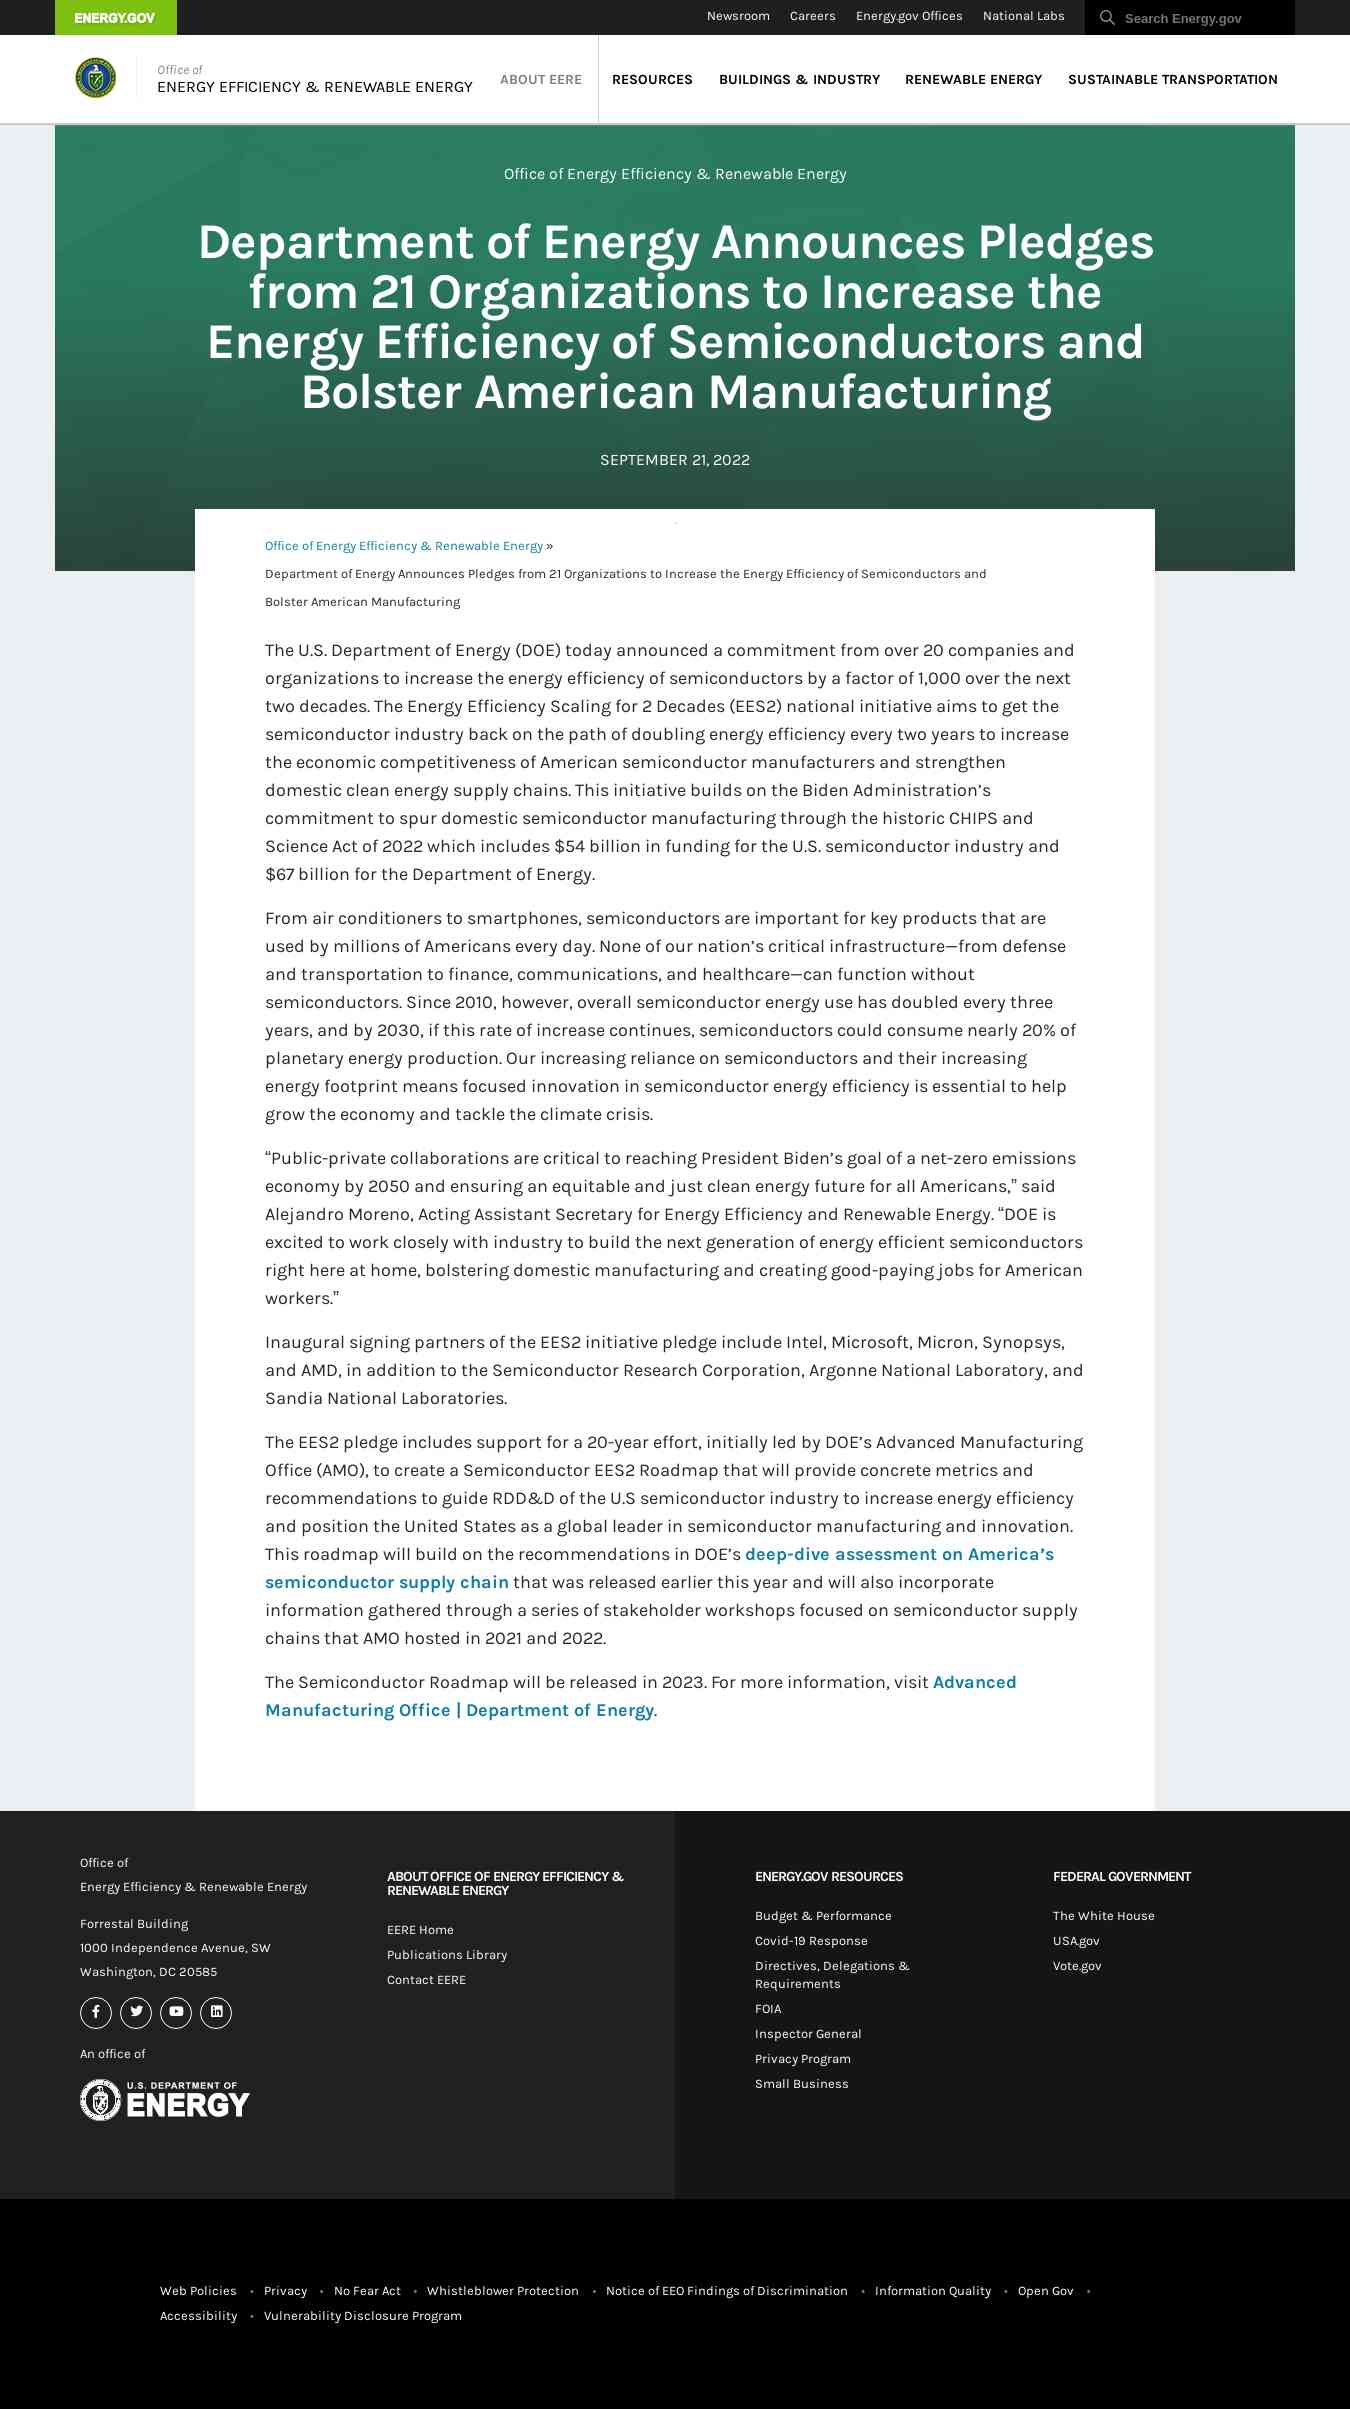 ENERGY.GOV
Newsroom Careers Energy.gov Offices National Labs Search Energy.gov
Office of
ENERGY EFFICIENCY & RENEWABLE ENERGY
ABOUT EERE RESOURCES BUILDINGS & INDUSTRY RENEWABLE ENERGY SUSTAINABLE TRANSPORTATION
Office of Energy Efficiency & Renewable Energy
Department of Energy Announces Pledges
from 21 Organizations to Increase the
Energy Efficiency of Semiconductors and
Bolster American Manufacturing
SEPTEMBER 21, 2022
Office of Energy Efficiency & Renewable Energy »
Department of Energy Announces Pledges from 21 Organizations to Increase the Energy Efficiency of Semiconductors and
Bolster American Manufacturing
The U.S. Department of Energy (DOE) today announced a commitment from over 20 companies and
organizations to increase the energy efficiency of semiconductors by a factor of 1,000 over the next
two decades. The Energy Efficiency Scaling for 2 Decades (EES2) national initiative aims to get the
semiconductor industry back on the path of doubling energy efficiency every two years to increase
the economic competitiveness of American semiconductor manufacturers and strengthen
domestic clean energy supply chains. This initiative builds on the Biden Administration’s
commitment to spur domestic semiconductor manufacturing through the historic CHIPS and
Science Act of 2022 which includes $54 billion in funding for the U.S. semiconductor industry and
$67 billion for the Department of Energy.
From air conditioners to smartphones, semiconductors are important for key products that are
used by millions of Americans every day. None of our nation’s critical infrastructure—from defense
and transportation to finance, communications, and healthcare—can function without
semiconductors. Since 2010, however, overall semiconductor energy use has doubled every three
years, and by 2030, if this rate of increase continues, semiconductors could consume nearly 20% of
planetary energy production. Our increasing reliance on semiconductors and their increasing
energy footprint means focused innovation in semiconductor energy efficiency is essential to help
grow the economy and tackle the climate crisis.
“Public-private collaborations are critical to reaching President Biden’s goal of a net-zero emissions
economy by 2050 and ensuring an equitable and just clean energy future for all Americans,” said
Alejandro Moreno, Acting Assistant Secretary for Energy Efficiency and Renewable Energy. “DOE is
excited to work closely with industry to build the next generation of energy efficient semiconductors
right here at home, bolstering domestic manufacturing and creating good-paying jobs for American
workers.”
Inaugural signing partners of the EES2 initiative pledge include Intel, Microsoft, Micron, Synopsys,
and AMD, in addition to the Semiconductor Research Corporation, Argonne National Laboratory, and
Sandia National Laboratories.
The EES2 pledge includes support for a 20-year effort, initially led by DOE’s Advanced Manufacturing
Office (AMO), to create a Semiconductor EES2 Roadmap that will provide concrete metrics and
recommendations to guide RDD&D of the U.S semiconductor industry to increase energy efficiency
and position the United States as a global leader in semiconductor manufacturing and innovation.
This roadmap will build on the recommendations in DOE’s deep-dive assessment on America’s
semiconductor supply chain that was released earlier this year and will also incorporate
information gathered through a series of stakeholder workshops focused on semiconductor supply
chains that AMO hosted in 2021 and 2022.
The Semiconductor Roadmap will be released in 2023. For more information, visit Advanced
Manufacturing Office | Department of Energy.
Office of
Energy Efficiency & Renewable Energy
Forrestal Building
1000 Independence Avenue, SW
Washington, DC 20585
An office of
U.S. DEPARTMENT OF
ENERGY
ABOUT OFFICE OF ENERGY EFFICIENCY &
RENEWABLE ENERGY
EERE Home
Publications Library
Contact EERE
ENERGY.GOV RESOURCES
Budget & Performance
Covid-19 Response
Directives, Delegations &
Requirements
FOIA
Inspector General
Privacy Program
Small Business
FEDERAL GOVERNMENT
The White House
USA.gov
Vote.gov
Web Policies • Privacy • No Fear Act • Whistleblower Protection • Notice of EEO Findings of Discrimination • Information Quality • Open Gov •
Accessibility • Vulnerability Disclosure Program